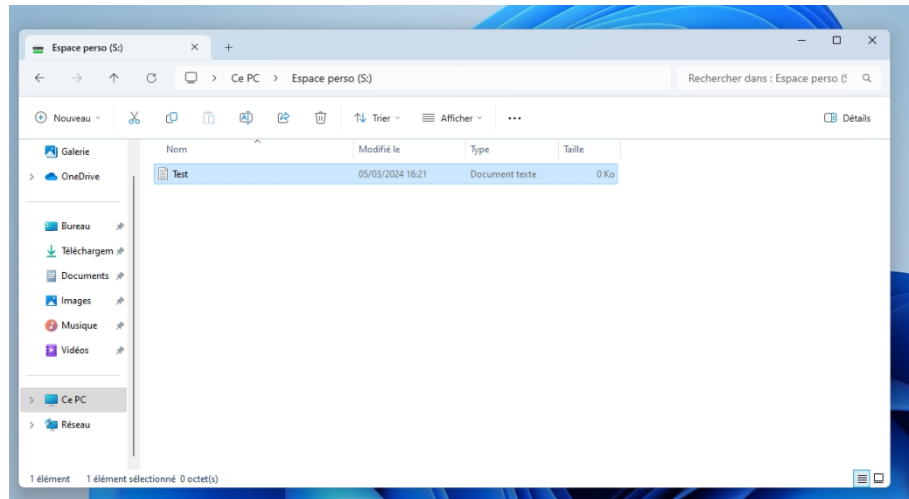 Espace perso (S:)
Ce PC > Espace perso (S:)
Rechercher dans : Espace perso (S
Nouveau
Trier
Afficher
Détails
Nom
Modifié le
Type
Taille
Test
05/03/2024 16:21
Document texte
0 Ko
Galerie
OneDrive
Bureau
Téléchargem
Documents
Images
Musique
Vidéos
Ce PC
Réseau
1 élément
1 élément sélectionné 0 octet(s)